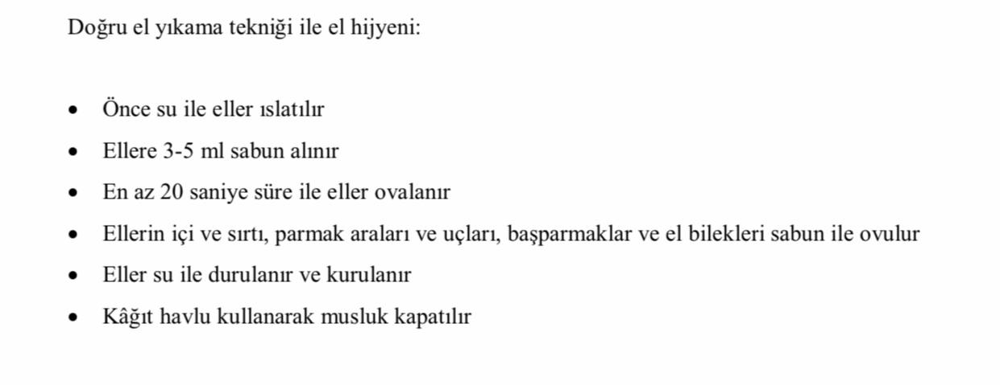 Doğru el yıkama tekniği ile el hijyeni:
• Önce su ile eller ıslatılır
• Ellere 3-5 ml sabun alınır
• En az 20 saniye süre ile eller ovalanır
• Ellerin içi ve sırtı, parmak araları ve uçları, başparmaklar ve el bilekleri sabun ile ovulur
• Eller su ile durulanır ve kurulanır
• Kâğıt havlu kullanarak musluk kapatılır